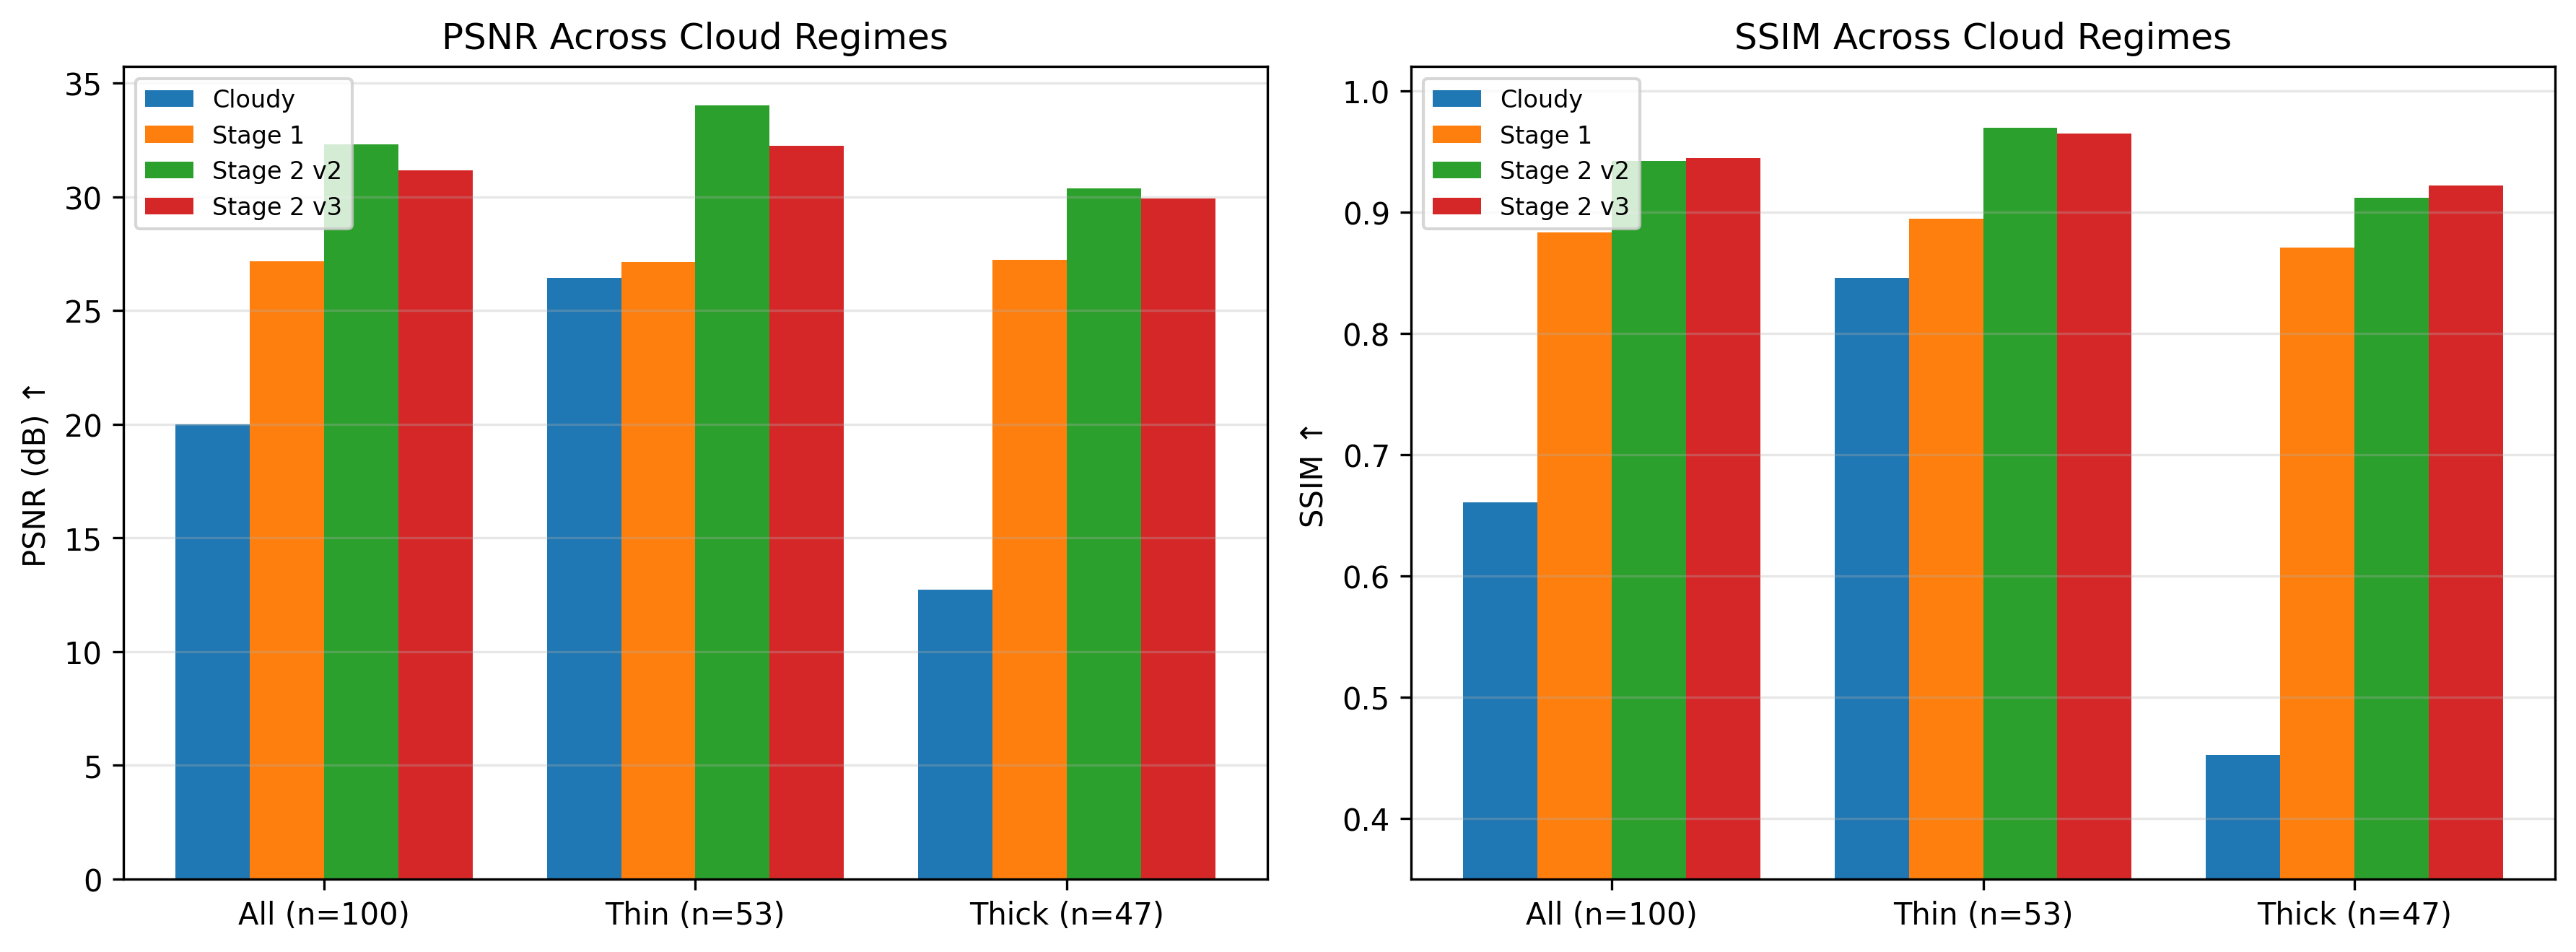 PSNR Across Cloud Regimes
PSNR (dB) ↑
35
30
25
20
15
10
5
0
Cloudy
Stage 1
Stage 2 v2
Stage 2 v3
All (n=100)
Thin (n=53)
Thick (n=47)
SSIM Across Cloud Regimes
SSIM ↑
1.0
0.9
0.8
0.7
0.6
0.5
0.4
Cloudy
Stage 1
Stage 2 v2
Stage 2 v3
All (n=100)
Thin (n=53)
Thick (n=47)